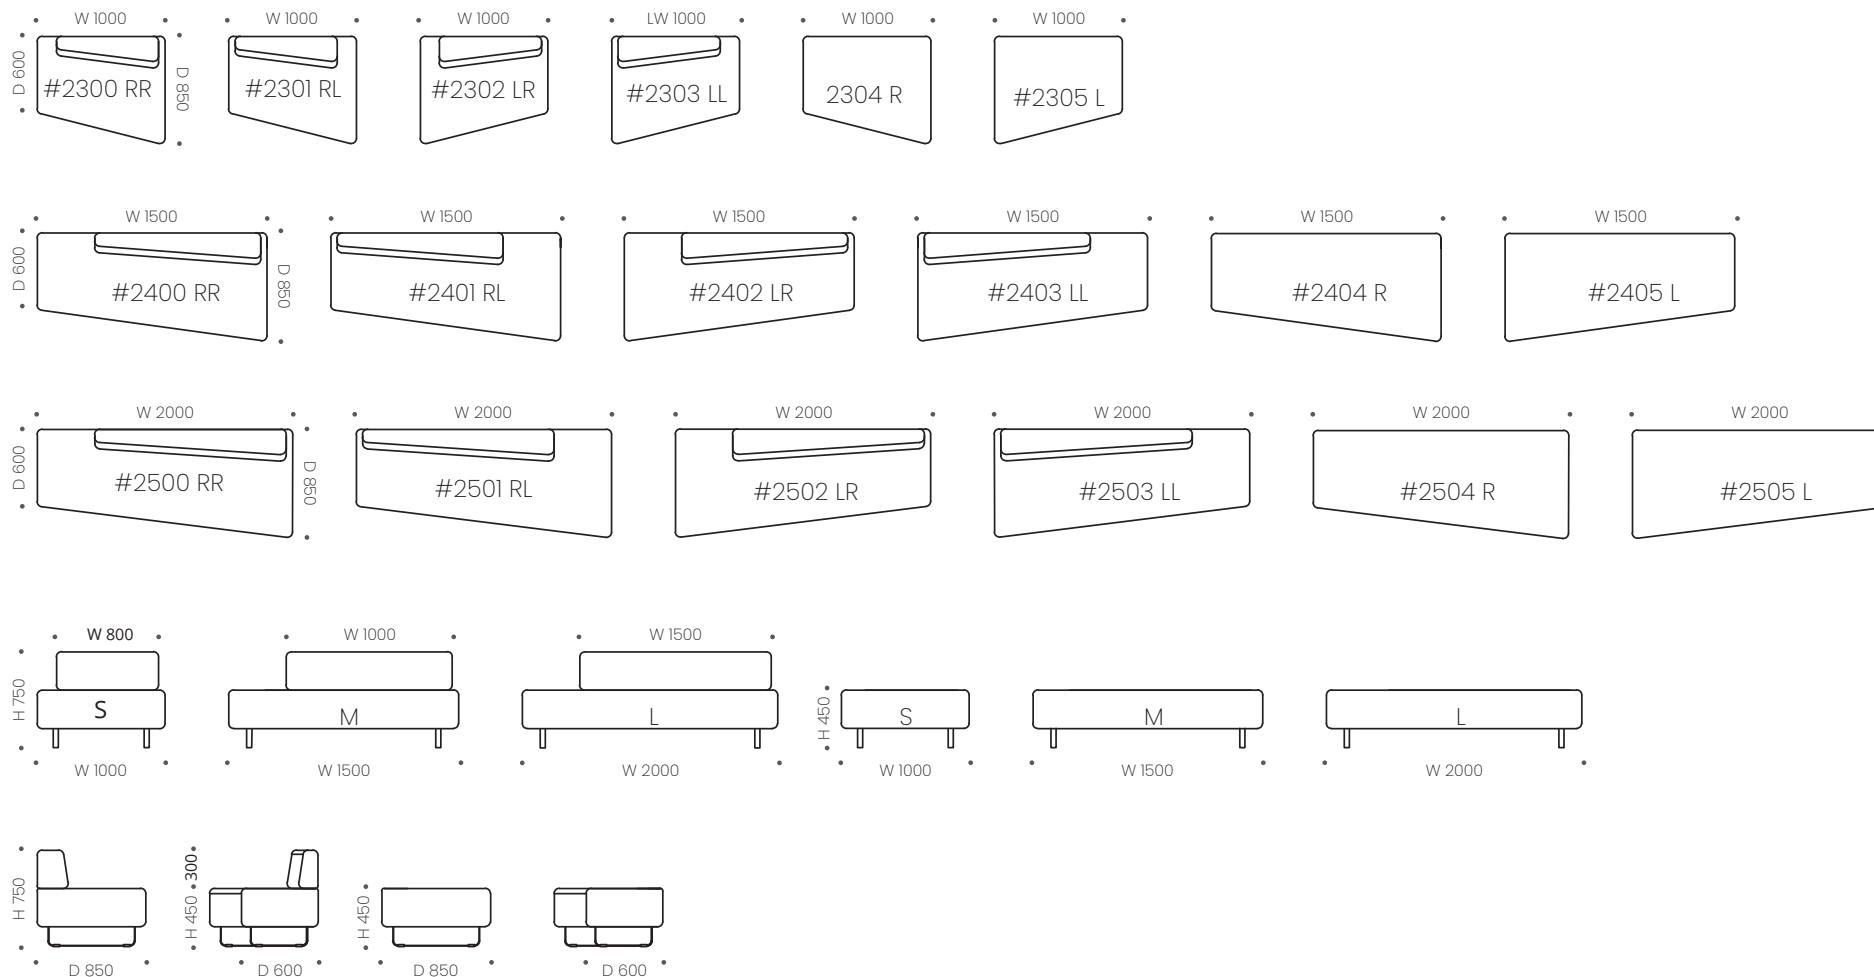 W 1000 W 1000 W 1000 LW 1000 W 1000 W 1000
D 600 #2300 RR D 850 #2301 RL #2302 LR #2303 LL 2304 R #2305 L
W 1500 W 1500 W 1500 W 1500 W 1500 W 1500
D 600 #2400 RR D 850 #2401 RL #2402 LR #2403 LL #2404 R #2405 L
W 2000 W 2000 W 2000 W 2000 W 2000 W 2000
D 600 #2500 RR D 850 #2501 RL #2502 LR #2503 LL #2504 R #2505 L
W 800 W 1000 W 1500
H 750 S M L H 450 S M L
W 1000 W 1500 W 2000 W 1000 W 1500 W 2000
H 750 300 H 450 H 450
D 850 D 600 D 850 D 600